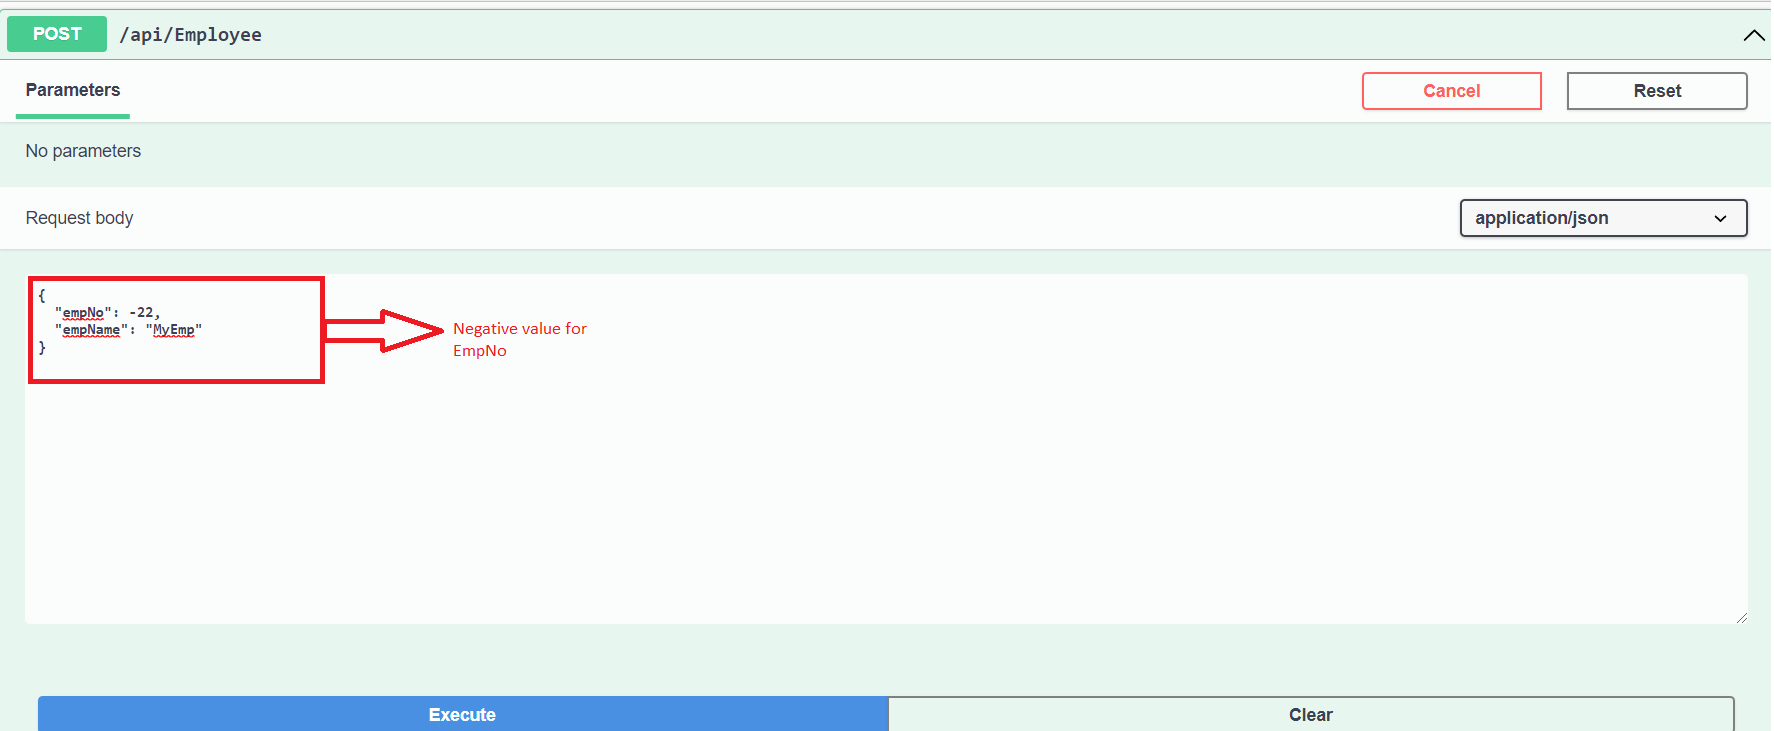 POST /api/Employee
Parameters
Cancel
Reset
No parameters
Request body
application/json
{
"empNo": -22,
"empName": "MyEmp"
}
Negative value for
EmpNo
Execute
Clear